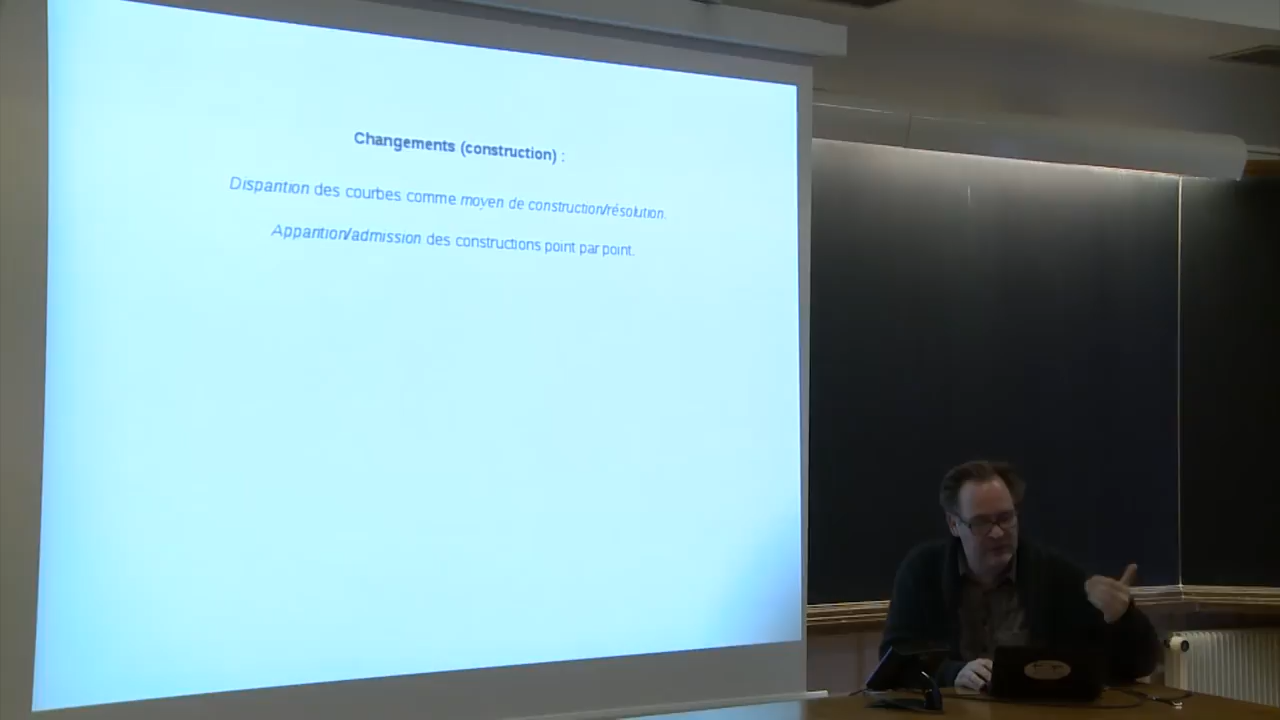 Changements (construction) :
Disparition des courbes comme moyen de construction/résolution.
Apparition/admission des constructions point par point.